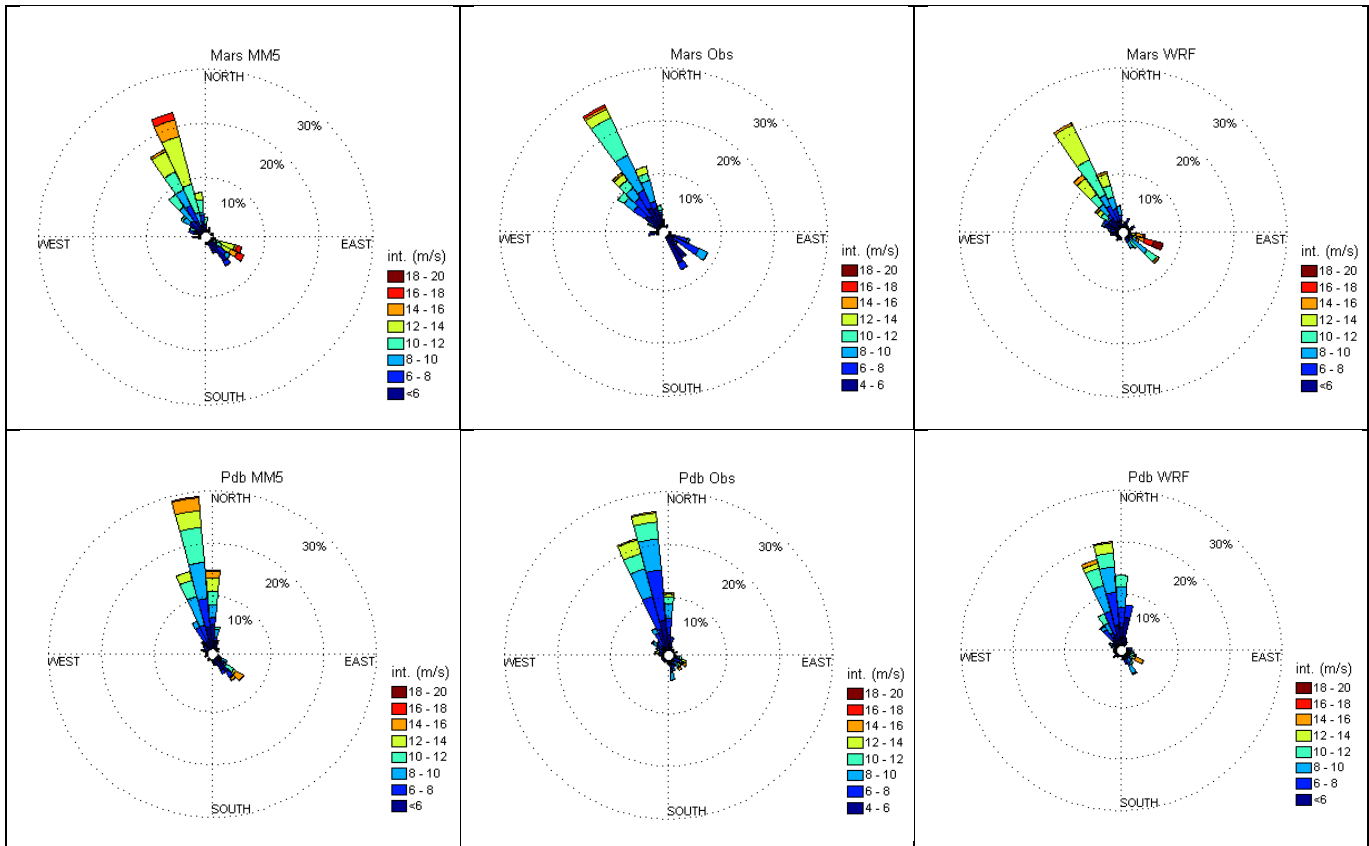 Mars MM5
NORTH
30%
20%
10%
WEST
EAST
SOUTH
int. (m/s)
18 - 20
16 - 18
14 - 16
12 - 14
10 - 12
8 - 10
6 - 8
<6
Mars Obs
NORTH
30%
20%
10%
WEST
EAST
SOUTH
int. (m/s)
18 - 20
16 - 18
14 - 16
12 - 14
10 - 12
8 - 10
6 - 8
4 - 6
Mars WRF
NORTH
30%
20%
10%
WEST
EAST
SOUTH
int. (m/s)
18 - 20
16 - 18
14 - 16
12 - 14
10 - 12
8 - 10
6 - 8
<6
Pdb MM5
NORTH
30%
20%
10%
WEST
EAST
SOUTH
int. (m/s)
18 - 20
16 - 18
14 - 16
12 - 14
10 - 12
8 - 10
6 - 8
<6
Pdb Obs
NORTH
30%
20%
10%
WEST
EAST
SOUTH
int. (m/s)
18 - 20
16 - 18
14 - 16
12 - 14
10 - 12
8 - 10
6 - 8
4 - 6
Pdb WRF
NORTH
30%
20%
10%
WEST
EAST
SOUTH
int. (m/s)
18 - 20
16 - 18
14 - 16
12 - 14
10 - 12
8 - 10
6 - 8
<6